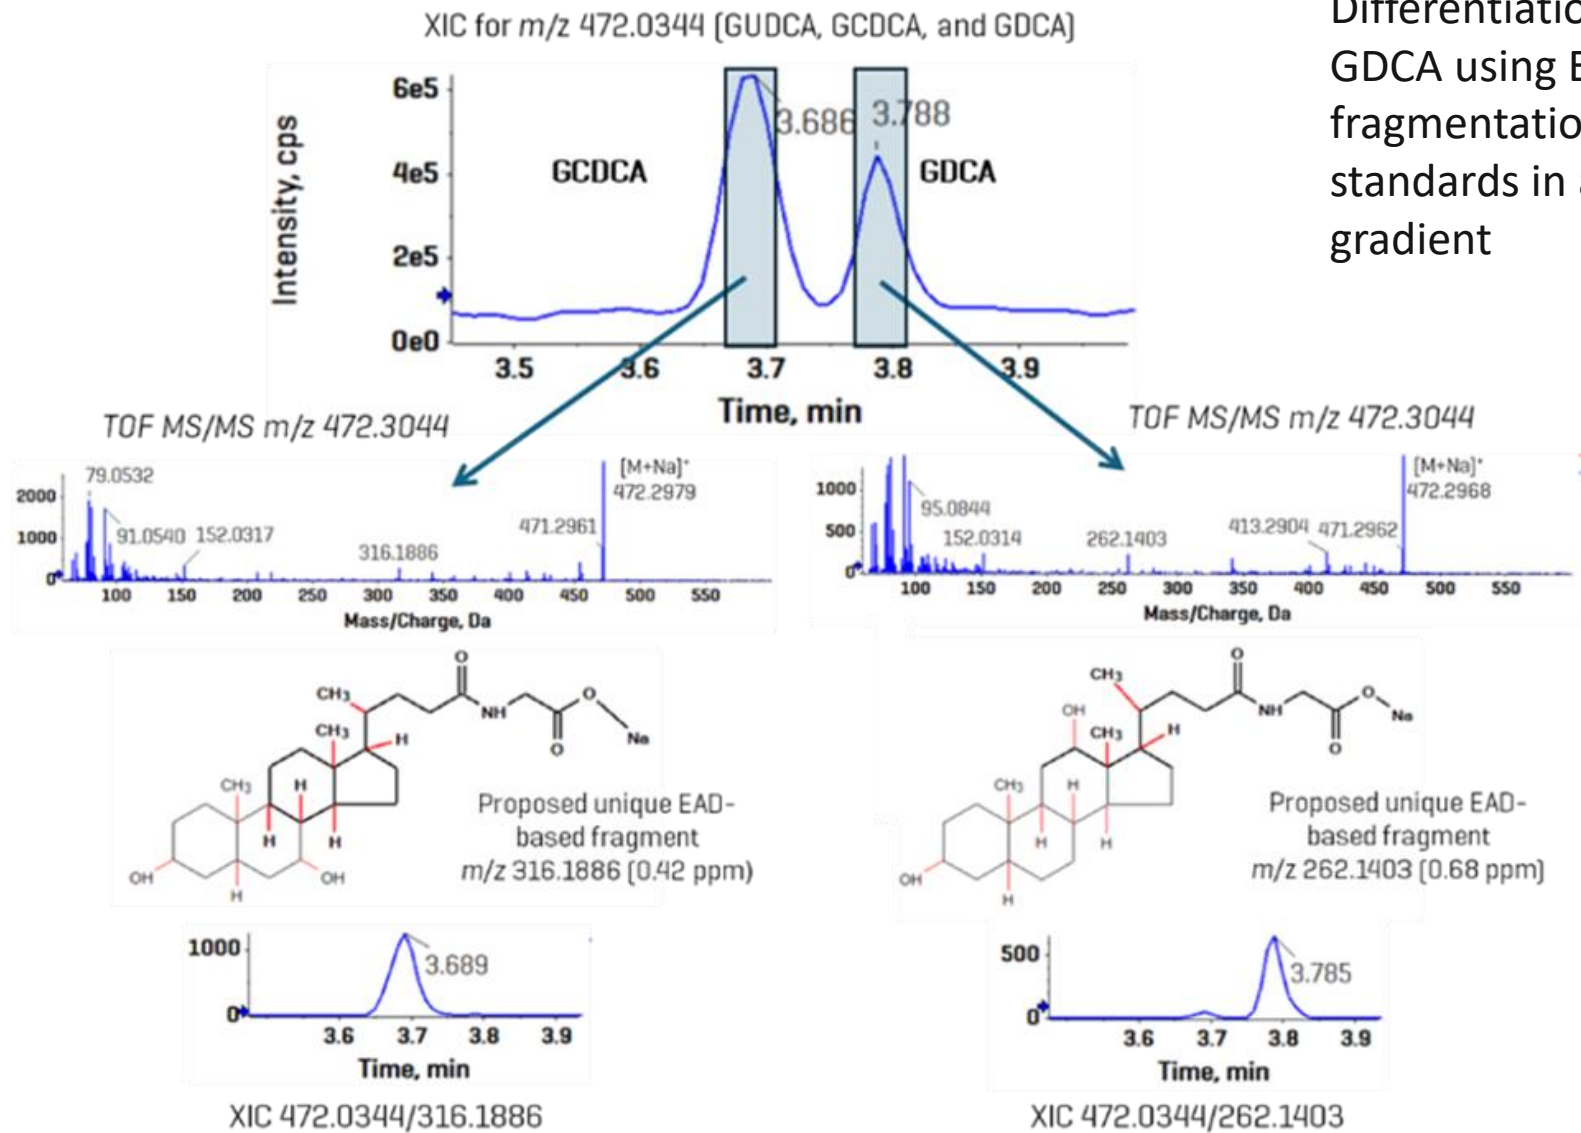 XIC for m/z 472.0344 (GUDCA, GCDCA, and GDCA)
GDCA using
standards in
gradient
Intensity, cps
6e5
4e5
2e5
0e0
3.686
3.788
GCDCA
GDCA
3.5 3.6 3.7 3.8 3.9
Time, min
TOF MS/MS m/z 472.3044
2000
1000
0
79.0532
91.0540
152.0317
316.1886
471.2961
[M+Na]⁺
472.2979
100 150 200 250 300 350 400 450 500 550
Mass/Charge, Da
TOF MS/MS m/z 472.3044
1000
500
0
95.0844
152.0314
262.1403
413.2904
471.2962
[M+Na]⁺
472.2968
100 150 200 250 300 350 400 450 500 550
Mass/Charge, Da
O
CH₃
NH
O
O
Na
CH₃
H
CH₃
H
H
H
OH
OH
H
Proposed unique EAD-
based fragment
m/z 316.1886 (0.42 ppm)
O
CH₃
OH
NH
O
O
Na
CH₃
H
CH₃
H
H
H
OH
H
Proposed unique EAD-
based fragment
m/z 262.1403 (0.68 ppm)
1000
0
3.689
3.6 3.7 3.8 3.9
Time, min
XIC 472.0344/316.1886
500
0
3.785
3.6 3.7 3.8 3.9
Time, min
XIC 472.0344/262.1403